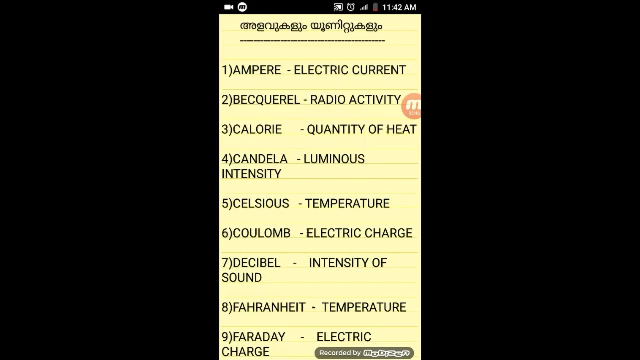 11:42 AM
അളവുകളും യൂണിറ്റുകളും
1)AMPERE - ELECTRIC CURRENT
2)BECQUEREL - RADIO ACTIVITY
3)CALORIE - QUANTITY OF HEAT
4)CANDELA - LUMINOUS
INTENSITY
5)CELSIOUS - TEMPERATURE
6)COULOMB - ELECTRIC CHARGE
7)DECIBEL - INTENSITY OF
SOUND
8)FAHRANHEIT - TEMPERATURE
9)FARADAY - ELECTRIC
CHARGE
Recorded by MOBIZEN